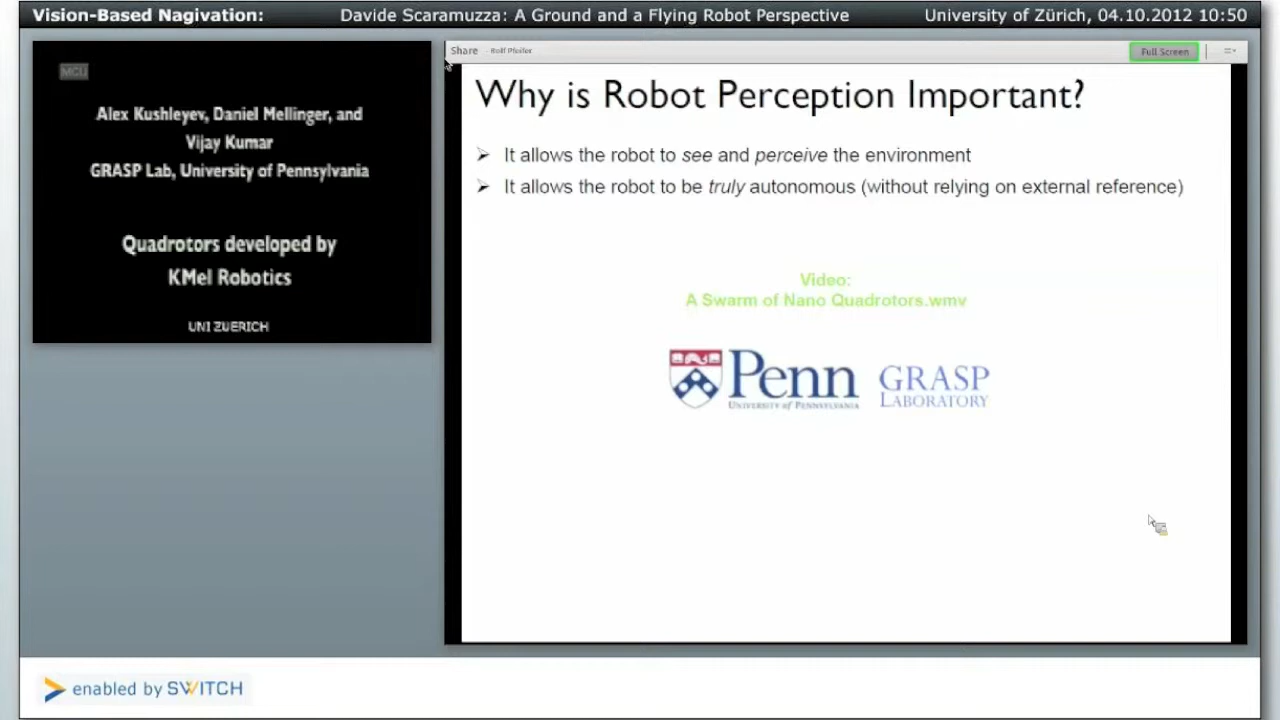 Vision-Based Nagivation: Davide Scaramuzza: A Ground and a Flying Robot Perspective University of Zürich, 04.10.2012 10:50
MCU
Alex Kushleyev, Daniel Mellinger, and
Vijay Kumar
GRASP Lab, University of Pennsylvania
Quadrotors developed by
KMel Robotics
UNI ZUERICH
Share - Rolf Pfeifer
Full Screen
Why is Robot Perception Important?
It allows the robot to see and perceive the environment
It allows the robot to be truly autonomous (without relying on external reference)
Video:
A Swarm of Nano Quadrotors.wmv
Penn
UNIVERSITY of PENNSYLVANIA
GRASP
LABORATORY
enabled by SWITCH